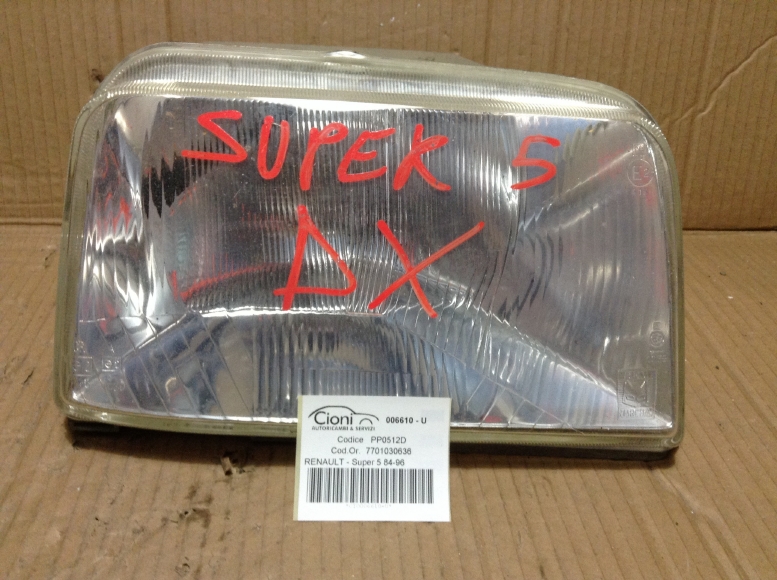 SUPER 5
DX
Cioni 006610 - U
AUTORICAMBI & SERVIZI
Codice PP0512D
Cod.Or. 7701030636
RENAULT - Super 5 84-96